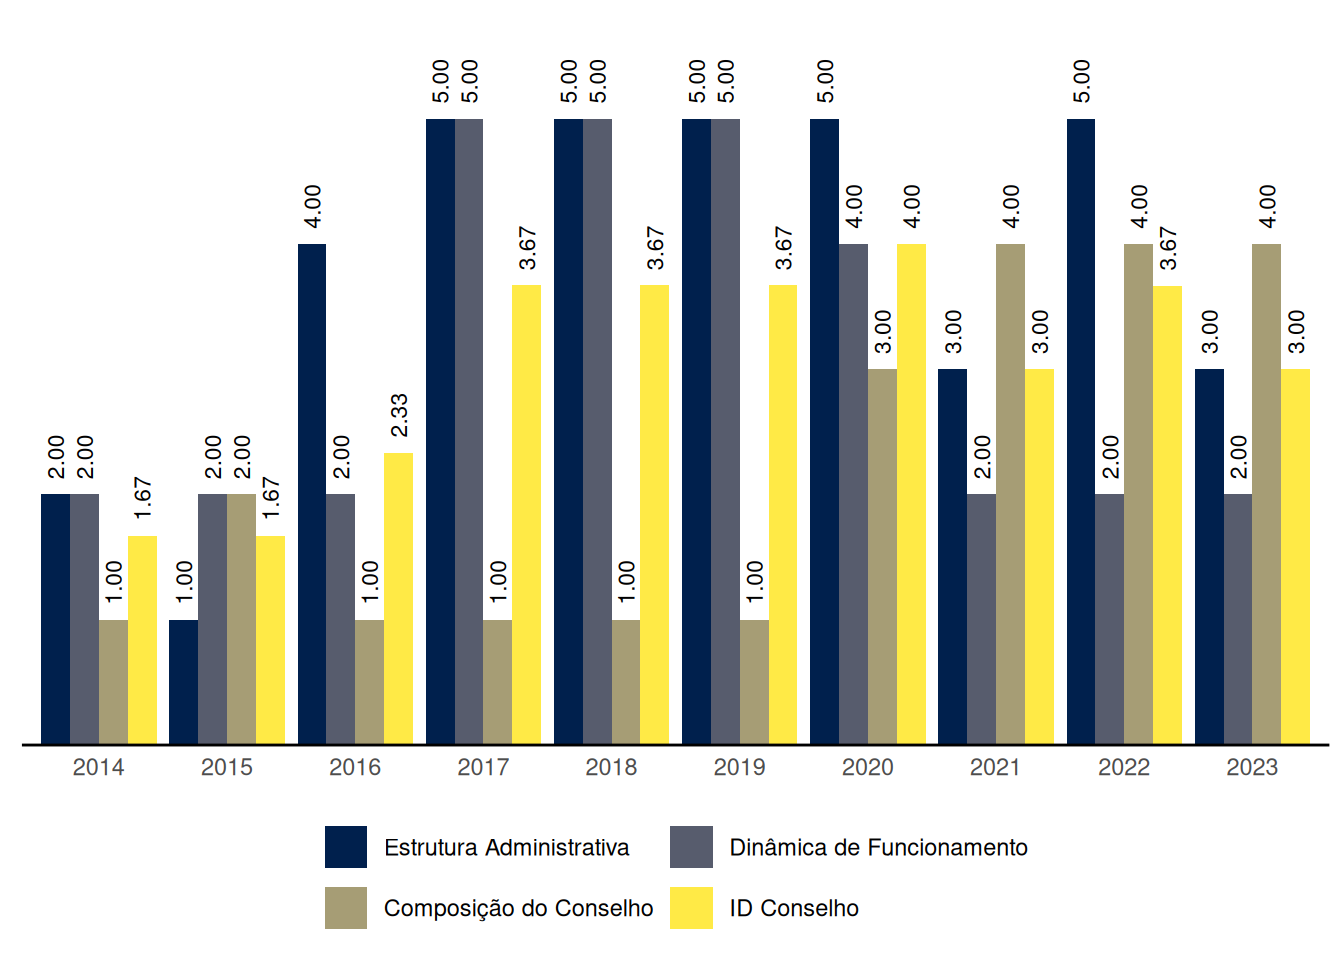 2.00 2.00 1.00 1.67 1.00 2.00 2.00 1.67 4.00 2.00 1.00 2.33 5.00 5.00 1.00 3.67 5.00 5.00 1.00 3.67 5.00 5.00 1.00 3.67 5.00 4.00 3.00 4.00 3.00 2.00 4.00 3.00 5.00 2.00 4.00 3.67 3.00 2.00 4.00 3.00
2014 2015 2016 2017 2018 2019 2020 2021 2022 2023
Estrutura Administrativa Dinâmica de Funcionamento
Composição do Conselho ID Conselho